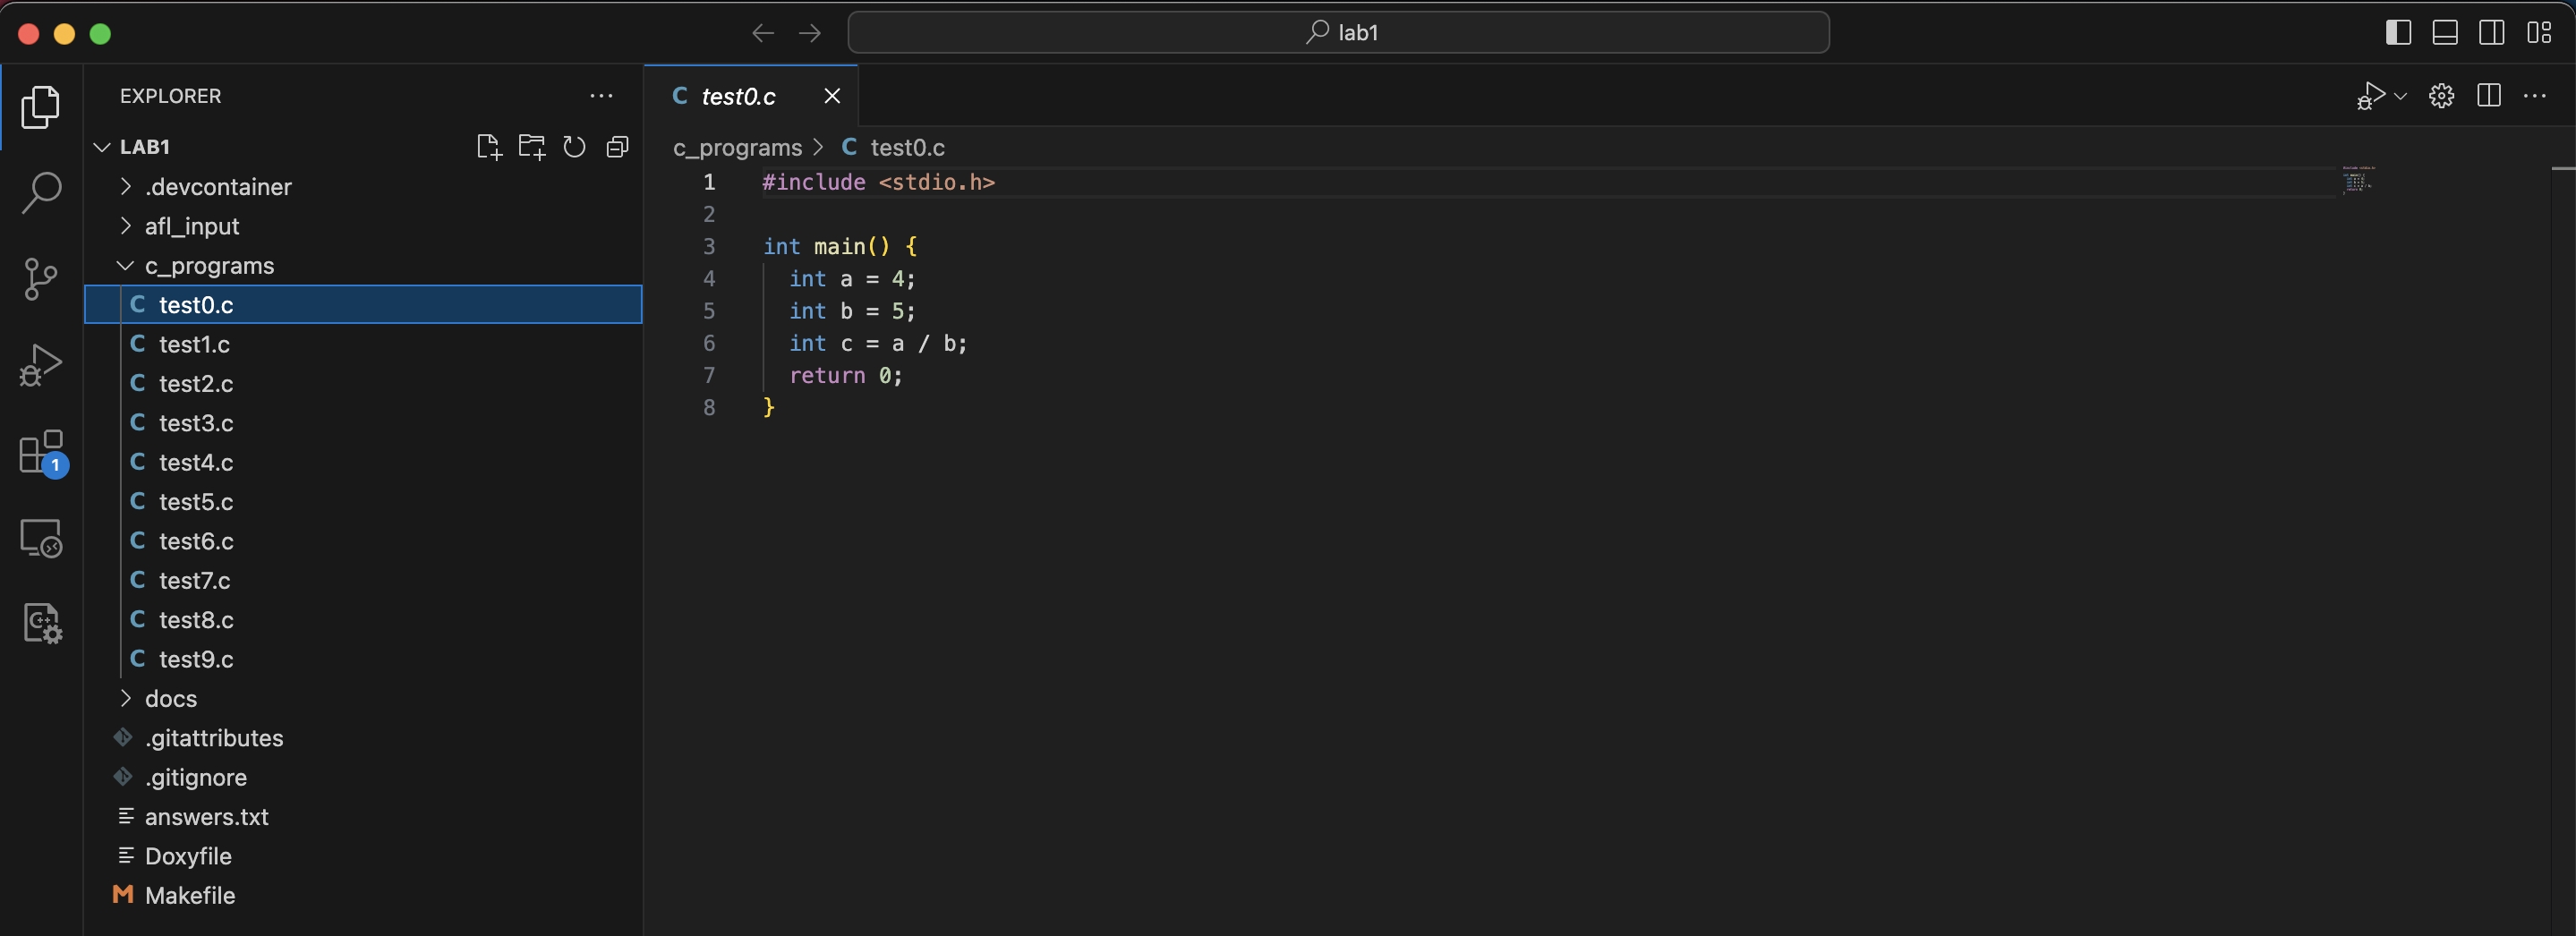 lab1
EXPLORER
LAB1
.devcontainer
afl_input
c_programs
C test0.c
C test1.c
C test2.c
C test3.c
C test4.c
C test5.c
C test6.c
C test7.c
C test8.c
C test9.c
docs
.gitattributes
.gitignore
answers.txt
Doxyfile
M Makefile
1
C++
C test0.c
c_programs > C test0.c
1 #include <stdio.h>
2
3 int main() {
4 int a = 4;
5 int b = 5;
6 int c = a / b;
7 return 0;
8 }